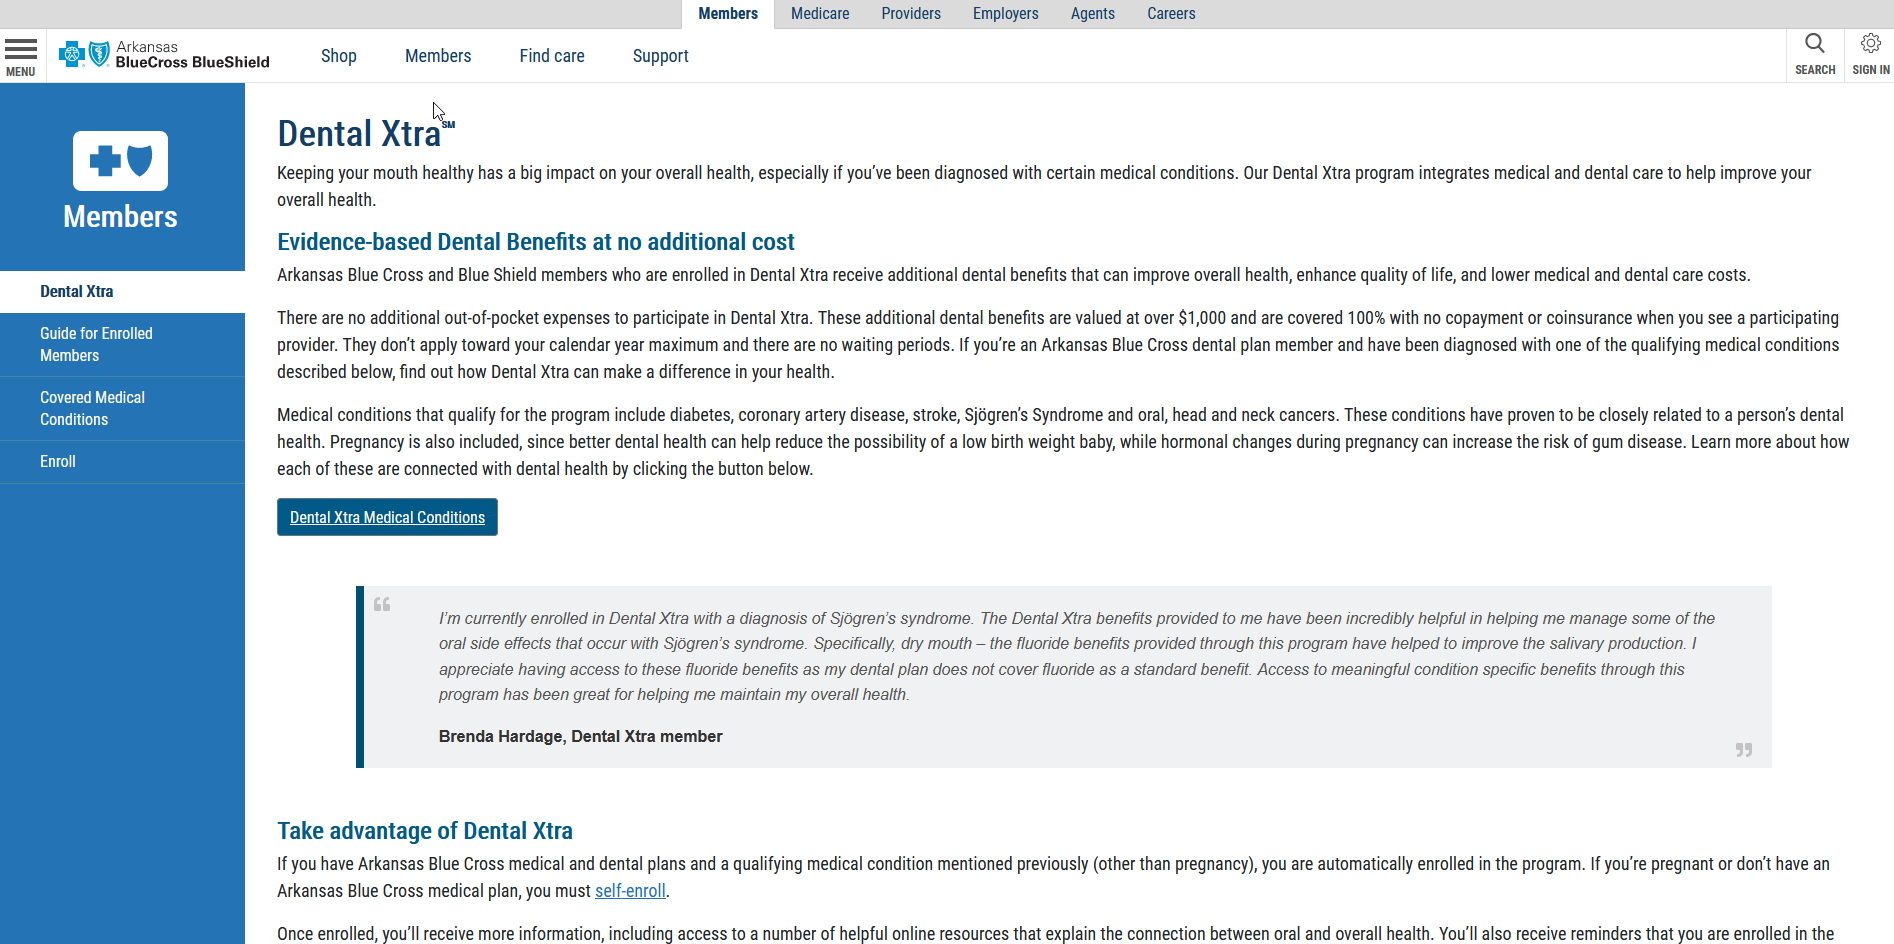 Members Medicare Providers Employers Agents Careers
MENU
Arkansas
BlueCross BlueShield
Shop Members Find care Support
SEARCH
SIGN IN
Members
Dental Xtra
Guide for Enrolled
Members
Covered Medical
Conditions
Enroll
Dental Xtra℠
Keeping your mouth healthy has a big impact on your overall health, especially if you’ve been diagnosed with certain medical conditions. Our Dental Xtra program integrates medical and dental care to help improve your
overall health.
Evidence-based Dental Benefits at no additional cost
Arkansas Blue Cross and Blue Shield members who are enrolled in Dental Xtra receive additional dental benefits that can improve overall health, enhance quality of life, and lower medical and dental care costs.
There are no additional out-of-pocket expenses to participate in Dental Xtra. These additional dental benefits are valued at over $1,000 and are covered 100% with no copayment or coinsurance when you see a participating
provider. They don’t apply toward your calendar year maximum and there are no waiting periods. If you’re an Arkansas Blue Cross dental plan member and have been diagnosed with one of the qualifying medical conditions
described below, find out how Dental Xtra can make a difference in your health.
Medical conditions that qualify for the program include diabetes, coronary artery disease, stroke, Sjögren’s Syndrome and oral, head and neck cancers. These conditions have proven to be closely related to a person’s dental
health. Pregnancy is also included, since better dental health can help reduce the possibility of a low birth weight baby, while hormonal changes during pregnancy can increase the risk of gum disease. Learn more about how
each of these are connected with dental health by clicking the button below.
Dental Xtra Medical Conditions
“
I’m currently enrolled in Dental Xtra with a diagnosis of Sjögren’s syndrome. The Dental Xtra benefits provided to me have been incredibly helpful in helping me manage some of the
oral side effects that occur with Sjögren’s syndrome. Specifically, dry mouth – the fluoride benefits provided through this program have helped to improve the salivary production. I
appreciate having access to these fluoride benefits as my dental plan does not cover fluoride as a standard benefit. Access to meaningful condition specific benefits through this
program has been great for helping me maintain my overall health.
Brenda Hardage, Dental Xtra member
”
Take advantage of Dental Xtra
If you have Arkansas Blue Cross medical and dental plans and a qualifying medical condition mentioned previously (other than pregnancy), you are automatically enrolled in the program. If you’re pregnant or don’t have an
Arkansas Blue Cross medical plan, you must self-enroll.
Once enrolled, you’ll receive more information, including access to a number of helpful online resources that explain the connection between oral and overall health. You’ll also receive reminders that you are enrolled in the